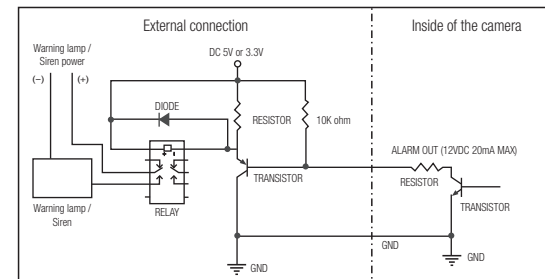 External connection
Inside of the camera
Warning lamp /
Siren power
DC 5V or 3.3V
(−)
(+)
DIODE
RESISTOR
10K ohm
ALARM OUT (12VDC 20mA MAX)
TRANSISTOR
RESISTOR
Warning lamp /
Siren
RELAY
TRANSISTOR
GND
GND
GND